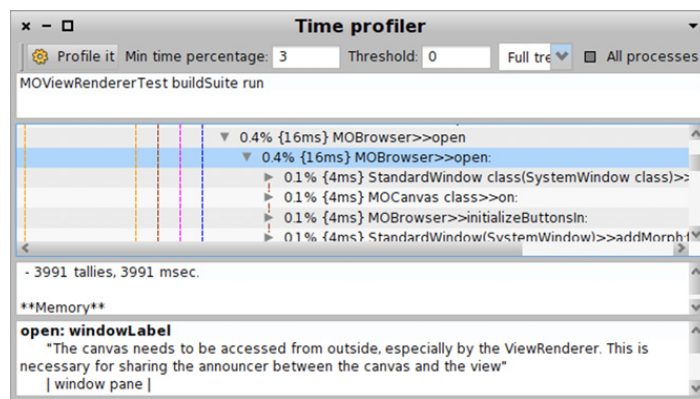 Time profiler
Profile it Min time percentage: 3 Threshold: 0 Full tre All processes
MOViewRendererTest buildSuite run
0.4% {16ms} MOBrowser>>open
0.4% {16ms} MOBrowser>>open:
0.1% {4ms} StandardWindow class(SystemWindow class)>>
0.1% {4ms} MOCanvas class>>on:
0.1% {4ms} MOBrowser>>initializeButtonsIn:
0.1% {4ms} StandardWindow(SystemWindow)>>addMorph:f
- 3991 tallies, 3991 msec.
**Memory**
open: windowLabel
"The canvas needs to be accessed from outside, especially by the ViewRenderer. This is
necessary for sharing the announcer between the canvas and the view"
| window pane |